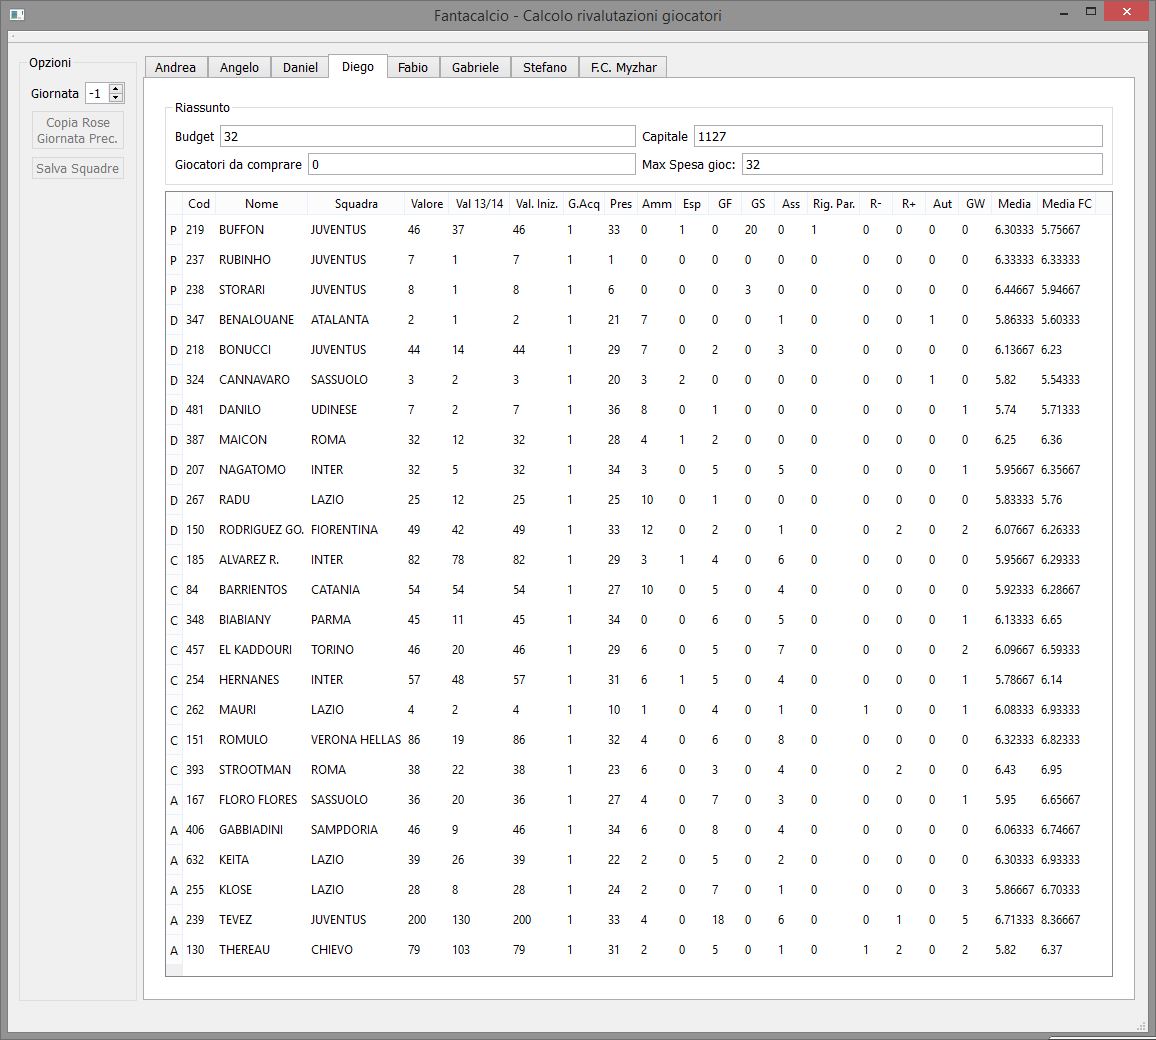 Fantacalcio - Calcolo rivalutazioni giocatori
Opzioni
Giornata -1
Copia Rose
Giornata Prec.
Salva Squadre
Andrea Angelo Daniel Diego Fabio Gabriele Stefano F.C. Myzhar
Riassunto
Budget 32 Capitale 1127
Giocatori da comprare 0 Max Spesa gioc: 32
Cod Nome Squadra Valore Val 13/14 Val. Iniz. G.Acq Pres Amm Esp GF GS Ass Rig. Par. R- R+ Aut GW Media Media FC
P 219 BUFFON JUVENTUS 46 37 46 1 33 0 1 0 20 0 1 0 0 0 0 6.30333 5.75667
P 237 RUBINHO JUVENTUS 7 1 7 1 1 0 0 0 0 0 0 0 0 0 0 6.33333 6.33333
P 238 STORARI JUVENTUS 8 1 8 1 6 0 0 0 3 0 0 0 0 0 0 6.44667 5.94667
D 347 BENALOUANE ATALANTA 2 1 2 1 21 7 0 0 0 1 0 0 0 1 0 5.86333 5.60333
D 218 BONUCCI JUVENTUS 44 14 44 1 29 7 0 2 0 3 0 0 0 0 0 6.13667 6.23
D 324 CANNAVARO SASSUOLO 3 2 3 1 20 3 2 0 0 0 0 0 0 1 0 5.82 5.54333
D 481 DANILO UDINESE 7 2 7 1 36 8 0 1 0 0 0 0 0 0 1 5.74 5.71333
D 387 MAICON ROMA 32 12 32 1 28 4 1 2 0 0 0 0 0 0 0 6.25 6.36
D 207 NAGATOMO INTER 32 5 32 1 34 3 0 5 0 5 0 0 0 0 1 5.95667 6.35667
D 267 RADU LAZIO 25 12 25 1 25 10 0 1 0 0 0 0 0 0 0 5.83333 5.76
D 150 RODRIGUEZ GO. FIORENTINA 49 42 49 1 33 12 0 2 0 1 0 0 2 0 2 6.07667 6.26333
C 185 ALVAREZ R. INTER 82 78 82 1 29 3 1 4 0 6 0 0 0 0 0 5.95667 6.29333
C 84 BARRIENTOS CATANIA 54 54 54 1 27 10 0 5 0 4 0 0 0 0 0 5.92333 6.28667
C 348 BIABIANY PARMA 45 11 45 1 34 0 0 6 0 5 0 0 0 0 1 6.13333 6.65
C 457 EL KADDOURI TORINO 46 20 46 1 29 6 0 5 0 7 0 0 0 0 2 6.09667 6.59333
C 254 HERNANES INTER 57 48 57 1 31 6 1 5 0 4 0 0 0 0 1 5.78667 6.14
C 262 MAURI LAZIO 4 2 4 1 10 1 0 4 0 1 0 1 0 0 1 6.08333 6.93333
C 151 ROMULO VERONA HELLAS 86 19 86 1 32 4 0 6 0 8 0 0 0 0 0 6.32333 6.82333
C 393 STROOTMAN ROMA 38 22 38 1 23 6 0 3 0 4 0 0 2 0 0 6.43 6.95
A 167 FLORO FLORES SASSUOLO 36 20 36 1 27 4 0 7 0 3 0 0 0 0 1 5.95 6.65667
A 406 GABBIADINI SAMPDORIA 46 9 46 1 34 6 0 8 0 4 0 0 0 0 0 6.06333 6.74667
A 632 KEITA LAZIO 39 26 39 1 22 2 0 5 0 2 0 0 0 0 0 6.30333 6.93333
A 255 KLOSE LAZIO 28 8 28 1 24 2 0 7 0 1 0 0 0 0 3 5.86667 6.70333
A 239 TEVEZ JUVENTUS 200 130 200 1 33 4 0 18 0 6 0 0 1 0 5 6.71333 8.36667
A 130 THEREAU CHIEVO 79 103 79 1 31 2 0 5 0 1 0 1 2 0 2 5.82 6.37